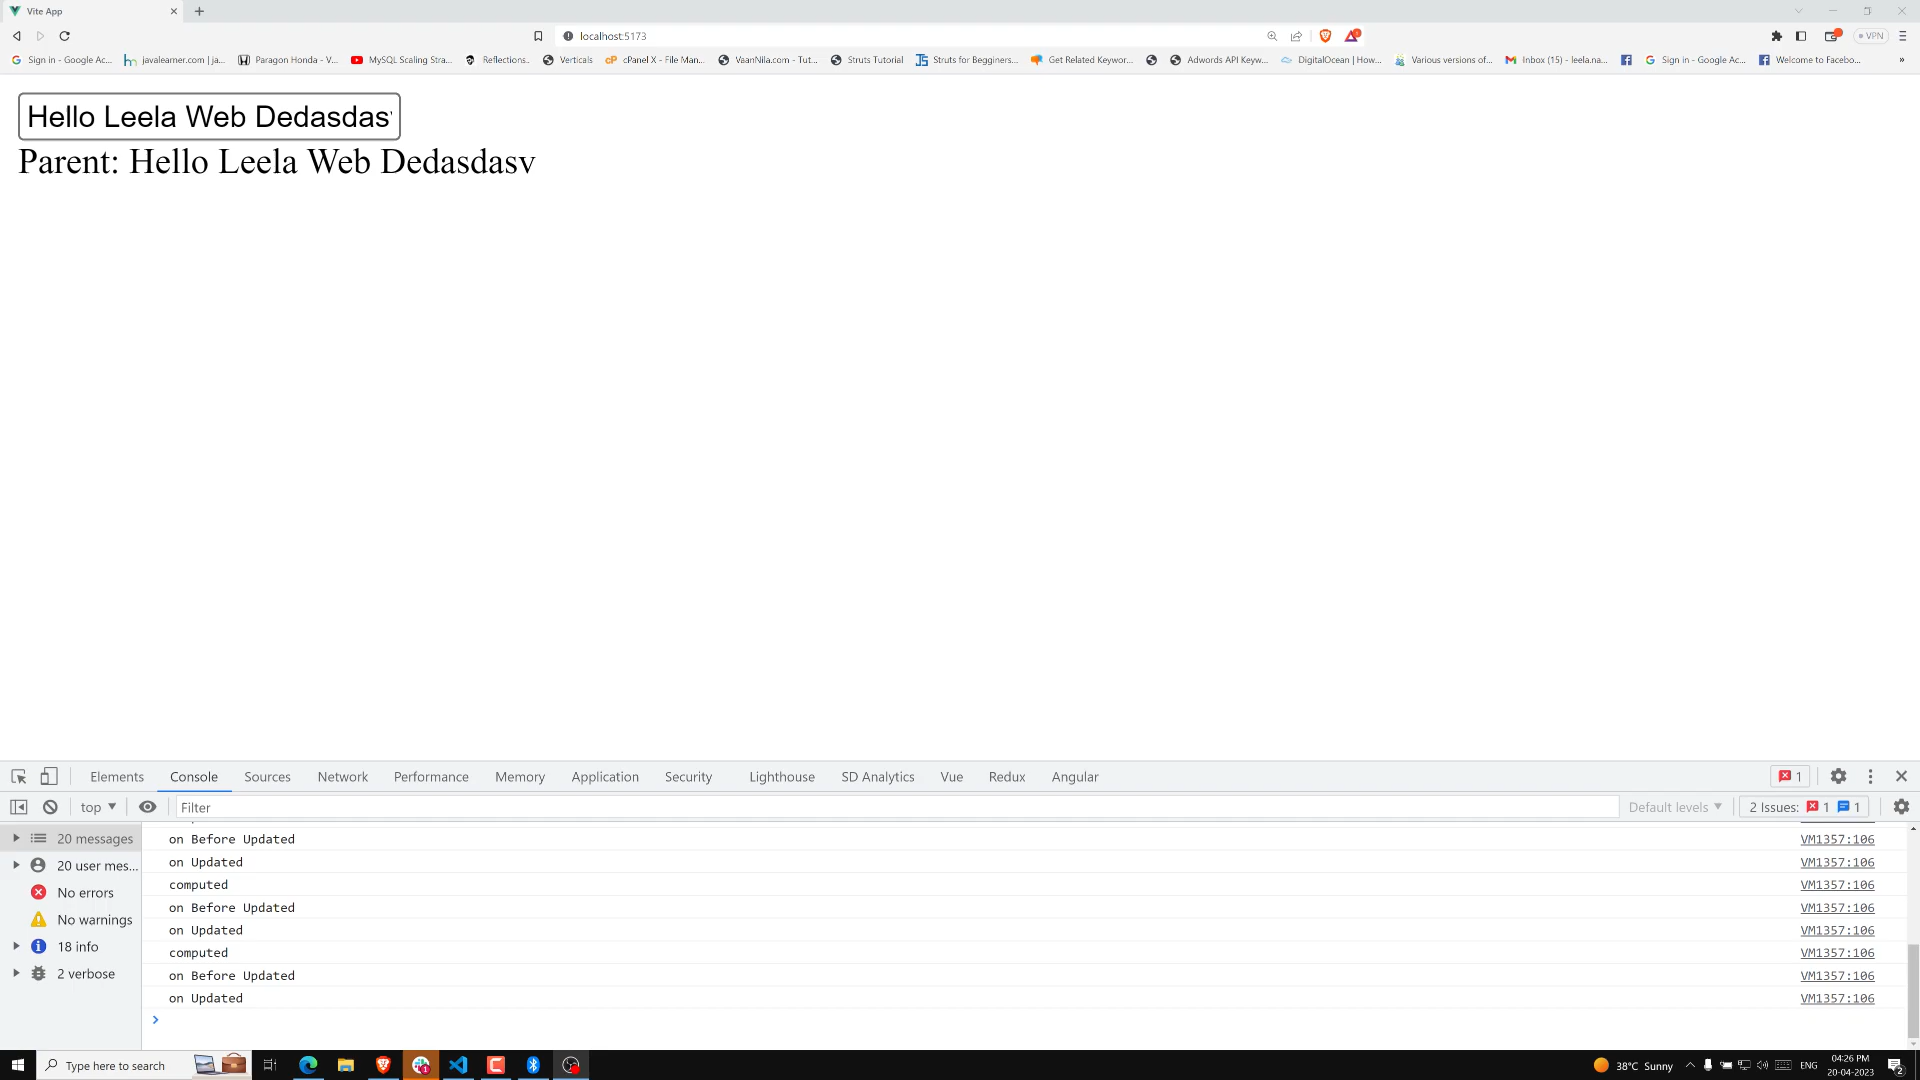 Vite App
localhost:5173
VPN
Sign in - Google Ac...
javalearner.com | ja...
Paragon Honda - V...
MySQL Scaling Stra...
Reflections..
Verticals
cPanel X - File Man...
VaanNila.com - Tut...
Struts Tutorial
Struts for Begginers...
Get Related Keywor...
Adwords API Keyw...
DigitalOcean | How...
Various versions of...
Inbox (15) - leela.na...
Sign in - Google Ac...
Welcome to Facebo...
»
Hello Leela Web Dedasdas
Parent: Hello Leela Web Dedasdasv
Elements Console Sources Network Performance Memory Application Security Lighthouse SD Analytics Vue Redux Angular 1
top Filter Default levels 2 Issues: 1 1
20 messages
20 user mes...
No errors
No warnings
18 info
2 verbose
on Before Updated VM1357:106
on Updated VM1357:106
computed VM1357:106
on Before Updated VM1357:106
on Updated VM1357:106
computed VM1357:106
on Before Updated VM1357:106
on Updated VM1357:106
Type here to search
38°C Sunny
ENG
04:26 PM
20-04-2023
2